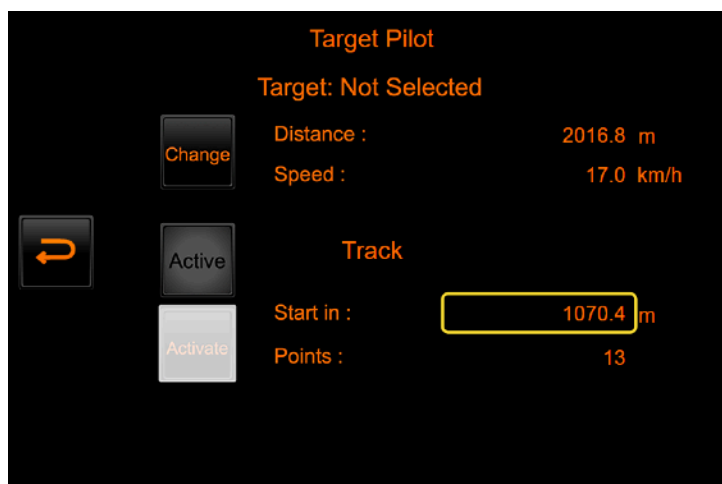 Target Pilot
Target: Not Selected
Change
Distance : 2016.8 m
Speed : 17.0 km/h
Active
Track
Activate
Start in : 1070.4 m
Points : 13